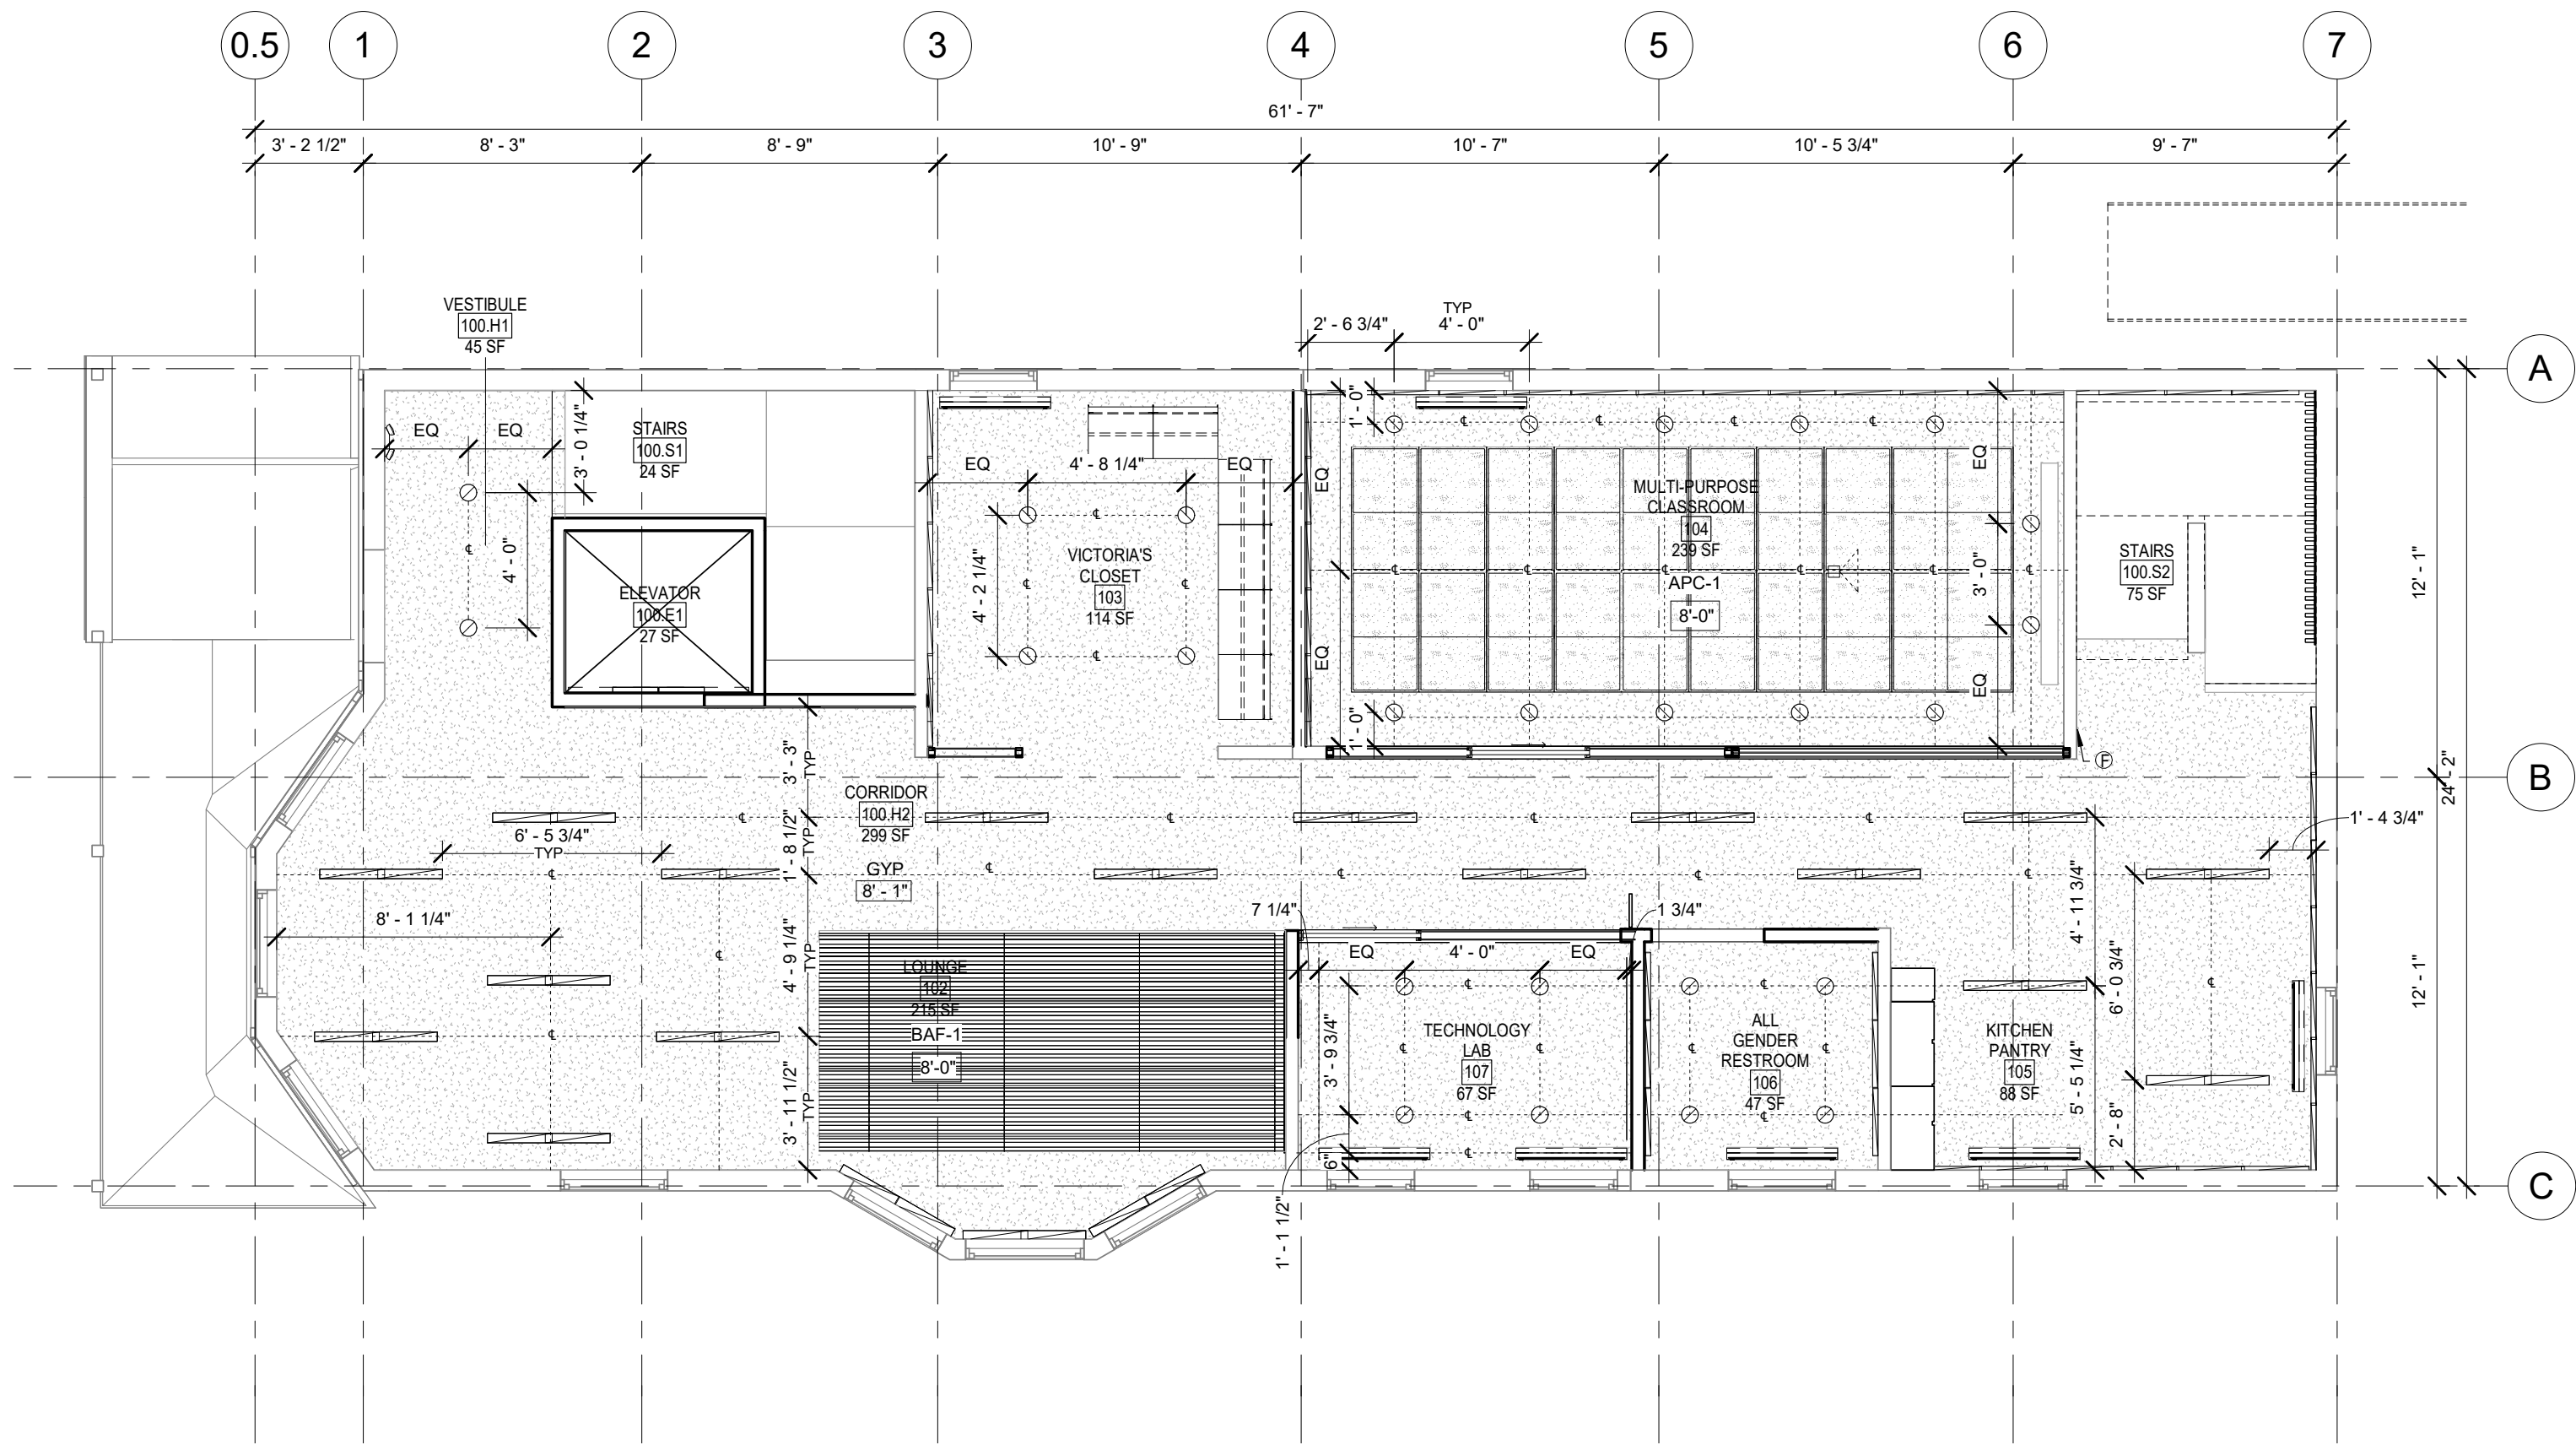 0.5
1
2
3
4
5
6
7
61' - 7"
3' - 2 1/2"
8' - 3"
8' - 9"
10' - 9"
10' - 7"
10' - 5 3/4"
9' - 7"
VESTIBULE
100.H1
45 SF
2' - 6 3/4"
TYP
4' - 0"
A
EQ
EQ
3' - 0 1/4"
STAIRS
100.S1
24 SF
1' - 0"
℄
℄
℄
℄
EQ
4' - 8 1/4"
EQ
EQ
EQ
MULTI-PURPOSE
CLASSROOM
104
239 SF
℄
4' - 0"
℄
4' - 2 1/4"
℄
VICTORIA'S
CLOSET
103
114 SF
℄
℄
℄
℄
℄
℄
℄
℄
APC-1
8'-0"
3' - 0"
STAIRS
100.S2
75 SF
12' - 1"
ELEVATOR
100.E1
27 SF
EQ
EQ
1' - 0"
3' - 3"
TYP
F
B
24' - 2"
CORRIDOR
100.H2
299 SF
℄
℄
℄
℄
1' - 4 3/4"
6' - 5 3/4"
TYP
1' - 8 1/2"
TYP
GYP
8' - 1"
℄
℄
℄
℄
℄
8' - 1 1/4"
7 1/4"
1 3/4"
4' - 11 3/4"
4' - 9 1/4"
TYP
EQ
4' - 0"
EQ
℄
LOUNGE
102
215 SF
BAF-1
8'-0"
℄
℄
℄
6' - 0 3/4"
12' - 1"
℄
3' - 9 3/4"
℄
TECHNOLOGY
LAB
107
67 SF
℄
℄
ALL
GENDER
RESTROOM
106
47 SF
℄
KITCHEN
PANTRY
105
88 SF
5' - 5 1/4"
3' - 11 1/2"
TYP
℄
℄
2' - 8"
6"
℄
C
1' - 1 1/2"